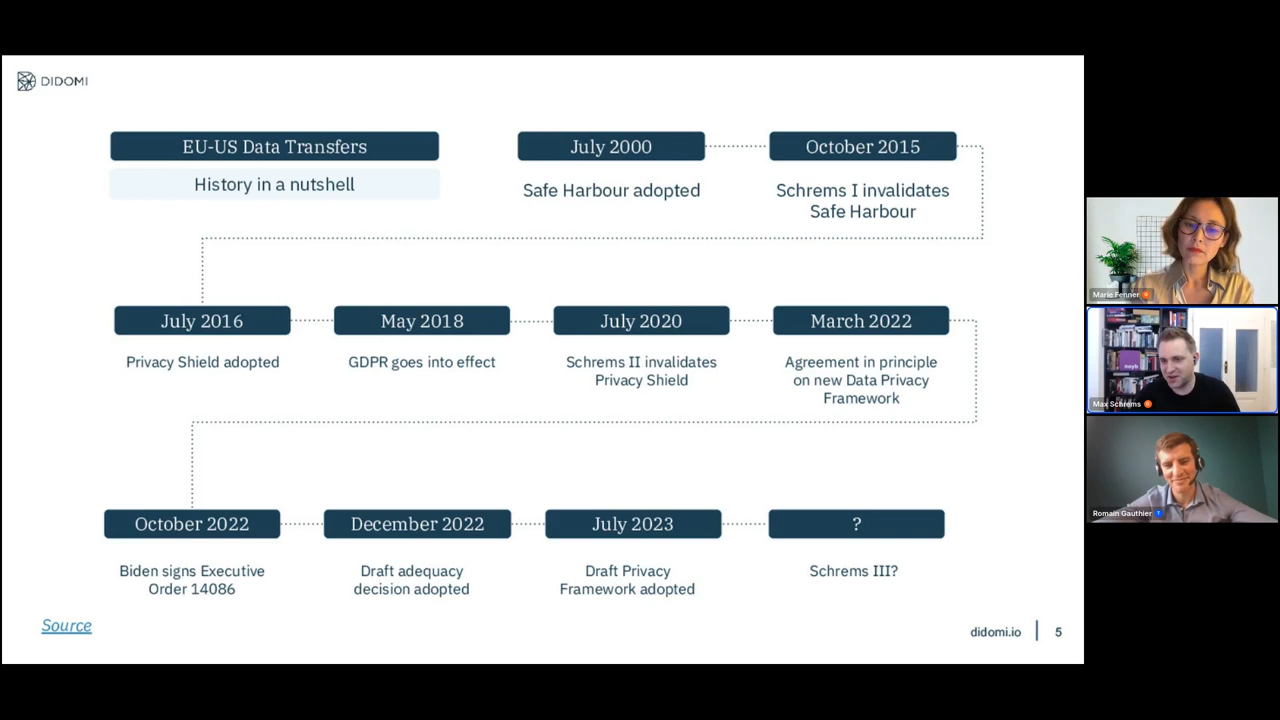 DIDOMI
EU-US Data Transfers
History in a nutshell
July 2000
Safe Harbour adopted
October 2015
Schrems I invalidates
Safe Harbour
July 2016
Privacy Shield adopted
May 2018
GDPR goes into effect
July 2020
Schrems II invalidates
Privacy Shield
March 2022
Agreement in principle
on new Data Privacy
Framework
October 2022
Biden signs Executive
Order 14086
December 2022
Draft adequacy
decision adopted
July 2023
Draft Privacy
Framework adopted
?
Schrems III?
Source
didomi.io
5
Marie Fenner
noyb
Max Schrems
Romain Gauthier